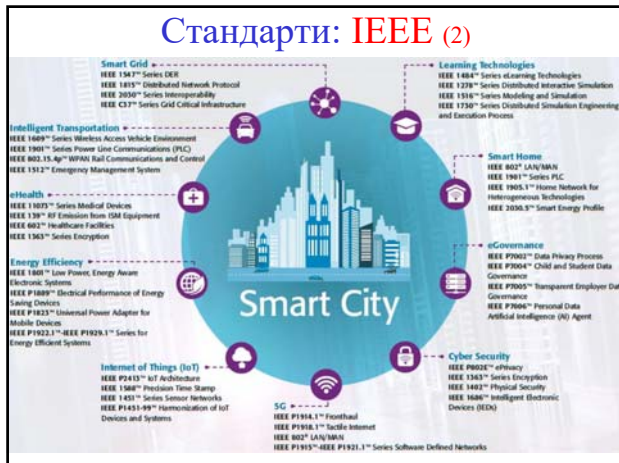 Стандарти: IEEE (2)
Smart Grid
IEEE 1547™ Series DER
IEEE 1815™ Distributed Network Protocol
IEEE 2030™ Series Interoperability
IEEE C37™ Series Grid Critical Infrastructure
Learning Technologies
IEEE 1484™ Series eLearning Technologies
IEEE 1278™ Series Distributed Interactive Simulation
IEEE 1516™ Series Modeling and Simulation
IEEE 1730™ Series Distributed Simulation Engineering
and Execution Process
Intelligent Transportation
IEEE 1609™ Series Wireless Access Vehicle Environment
IEEE 1901™ Series Power Line Communications (PLC)
IEEE 802.15.4p™ WPAN Rail Communications and Control
IEEE 1512™ Emergency Management System
Smart Home
IEEE 802® LAN/MAN
IEEE 1901™ Series PLC
IEEE 1905.1™ Home Network for
Heterogeneous Technologies
IEEE 2030.5™ Smart Energy Profile
eHealth
IEEE 11073™ Series Medical Devices
IEEE 139™ RF Emission from ISM Equipment
IEEE 602™ Healthcare Facilities
IEEE 1363™ Series Encryption
eGovernance
IEEE P7002™ Data Privacy Process
IEEE P7004™ Child and Student Data
Governance
IEEE P7005™ Transparent Employer Data
Governance
IEEE P7006™ Personal Data
Artificial Intelligence (AI) Agent
Energy Efficiency
IEEE 1801™ Low Power, Energy Aware
Electronic Systems
IEEE P1889™ Electrical Performance of Energy
Saving Devices
IEEE P1823™ Universal Power Adapter for
Mobile Devices
IEEE P1922.1™-IEEE P1929.1™ Series for
Energy Efficient Systems
Smart City
Cyber Security
IEEE P802E™ ePrivacy
IEEE 1363™ Series Encryption
IEEE 1402™ Physical Security
IEEE 1686™ Intelligent Electronic
Devices (IEDs)
Internet of Things (IoT)
IEEE P2413™ IoT Architecture
IEEE 1588™ Precision Time Stamp
IEEE 1451™ Series Sensor Networks
IEEE P1451-99™ Harmonization of IoT
Devices and Systems
5G
IEEE P1914.1™ Fronthaul
IEEE P1918.1™ Tactile Internet
IEEE 802® LAN/MAN
IEEE P1915™-IEEE P1921.1™ Series Software Defined Networks